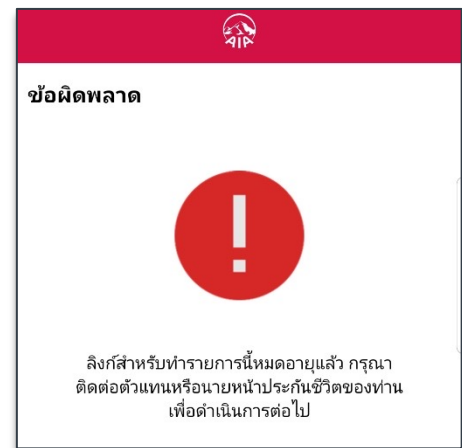 AIA
ข้อผิดพลาด
!
ลิงก์สำหรับทำรายการนี้หมดอายุแล้ว กรุณา
ติดต่อตัวแทนหรือนายหน้าประกันชีวิตของท่าน
เพื่อดำเนินการต่อไป